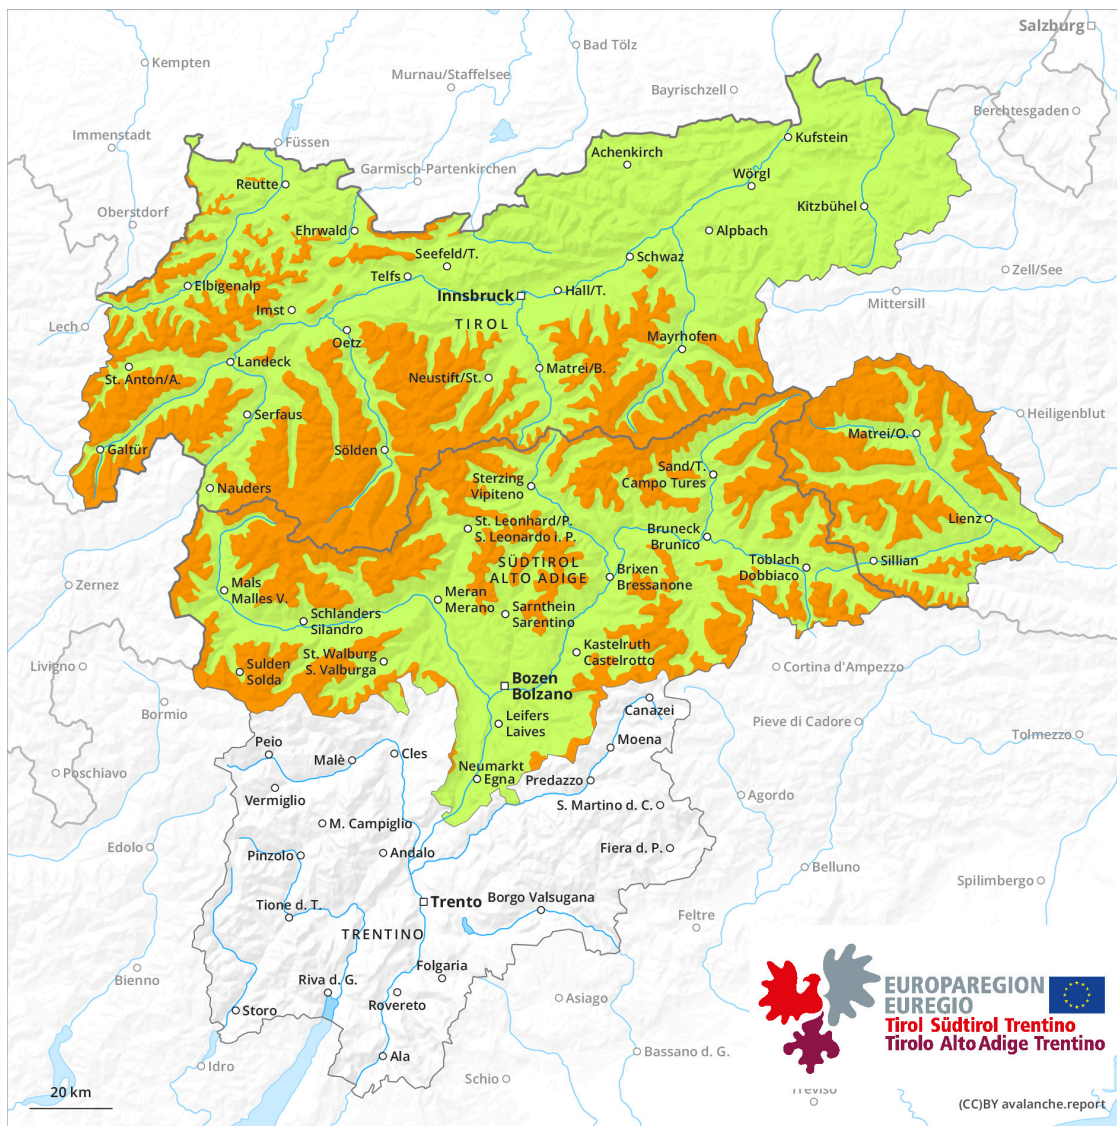 Salzburg
Kempten
Bad Tölz
Murnau/Staffelsee
Bayrischzell
Berchtesgaden
Immenstadt
Füssen
Kufstein
Achenkirch
Garmisch-Partenkirchen
Wörgl
Reutte
Oberstdorf
Kitzbühel
Ehrwald
Alpbach
Seefeld/T.
Schwaz
Telfs
Zell/See
Elbigenalp
Innsbruck
Hall/T.
Mittersill
Imst
TIROL
Lech
Oetz
Mayrhofen
Landeck
Matrei/B.
St. Anton/A.
Neustift/St.
Serfaus
Heiligenblut
Matrei/O.
Galtür
Sölden
Sand/T.
Campo Tures
Sterzing
Vipiteno
Nauders
Lienz
St. Leonhard/P.
S. Leonardo i. P.
Bruneck
Brunico
SÜDTIROL
ALTO ADIGE
Toblach
Dobbiaco
Sillian
Brixen
Bressanone
Zernez
Mals
Malles V.
Meran
Merano
Sarnthein
Sarentino
Schlanders
Silandro
Kastelruth
Castelrotto
St. Walburg
S. Valburga
Livigno
Sulden
Solda
Cortina d'Ampezzo
Bozen
Bolzano
Bormio
Canazei
Leifers
Laives
Pieve di Cadore
Tolmezzo
Peio
Moena
Cles
Malè
Poschiavo
Neumarkt
Egna
Predazzo
Vermiglio
Agordo
S. Martino d. C.
M. Campiglio
Edolo
Fiera d. P.
Pinzolo
Andalo
Belluno
Spilimbergo
Borgo Valsugana
Trento
Tione d. T.
Feltre
TRENTINO
Folgaria
Bienno
Riva d. G.
Rovereto
Asiago
Storo
EUROPAREGION
EUREGIO
Tirol Südtirol Trentino
Tirolo Alto Adige Trentino
Ala
Bassano d. G.
Idro
Schio
Treviso
20 km
(CC)BY avalanche.report